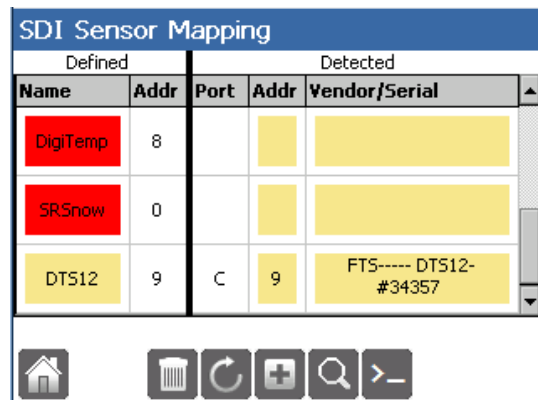 SDI Sensor Mapping
Defined Detected
Name Addr Port Addr Vendor/Serial
DigiTemp 8
SRSnow 0
DTS12 9 C 9 FTS----- DTS12-
#34357
>_